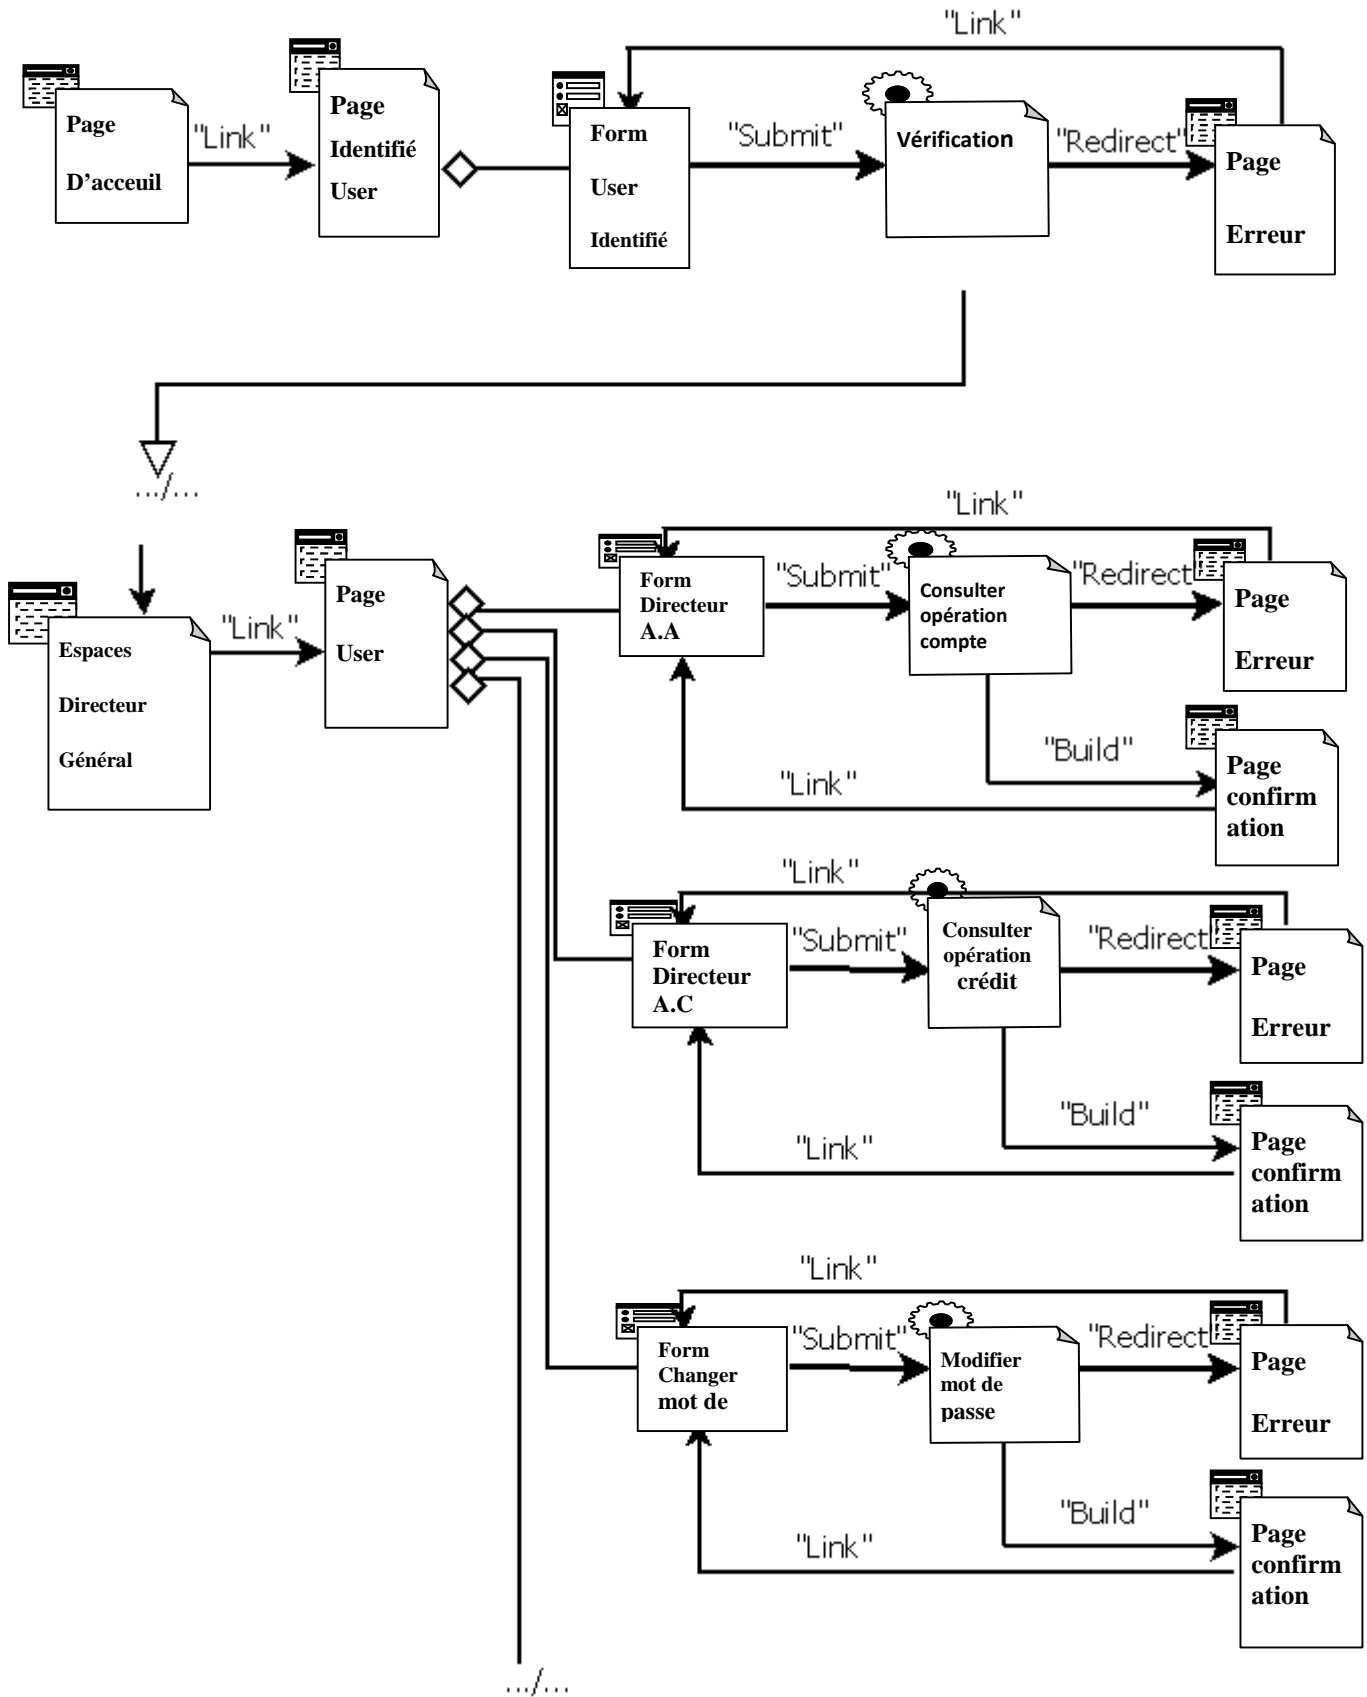 "Link"
Page
D'acceuil
"Link"
Page
Identifié
User
Form
User
Identifié
"Submit"
Vérification
"Redirect"
Page
Erreur
.../...
Espaces
Directeur
Général
"Link"
Page
User
"Link"
Form
Directeur
A.A
"Submit"
Consulter
opération
compte
"Redirect
Page
Erreur
"Build"
"Link"
Page
confirm
ation
"Link"
Form
Directeur
A.C
"Submit"
Consulter
opération
crédit
"Redirect
Page
Erreur
"Build"
"Link"
Page
confirm
ation
"Link"
Form
Changer
mot de
"Submit"
Modifier
mot de
passe
"Redirect
Page
Erreur
"Build"
"Link"
Page
confirm
ation
.../...